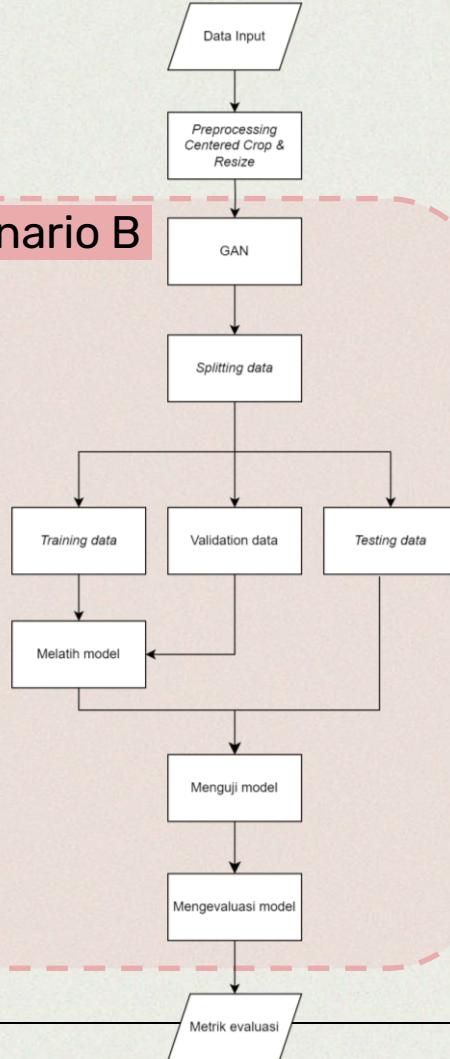 Data Input
Preprocessing
Centered Crop &
Resize
nario B
GAN
Splitting data
Training data
Validation data
Testing data
Melatih model
Menguji model
Mengevaluasi model
Metrik evaluasi